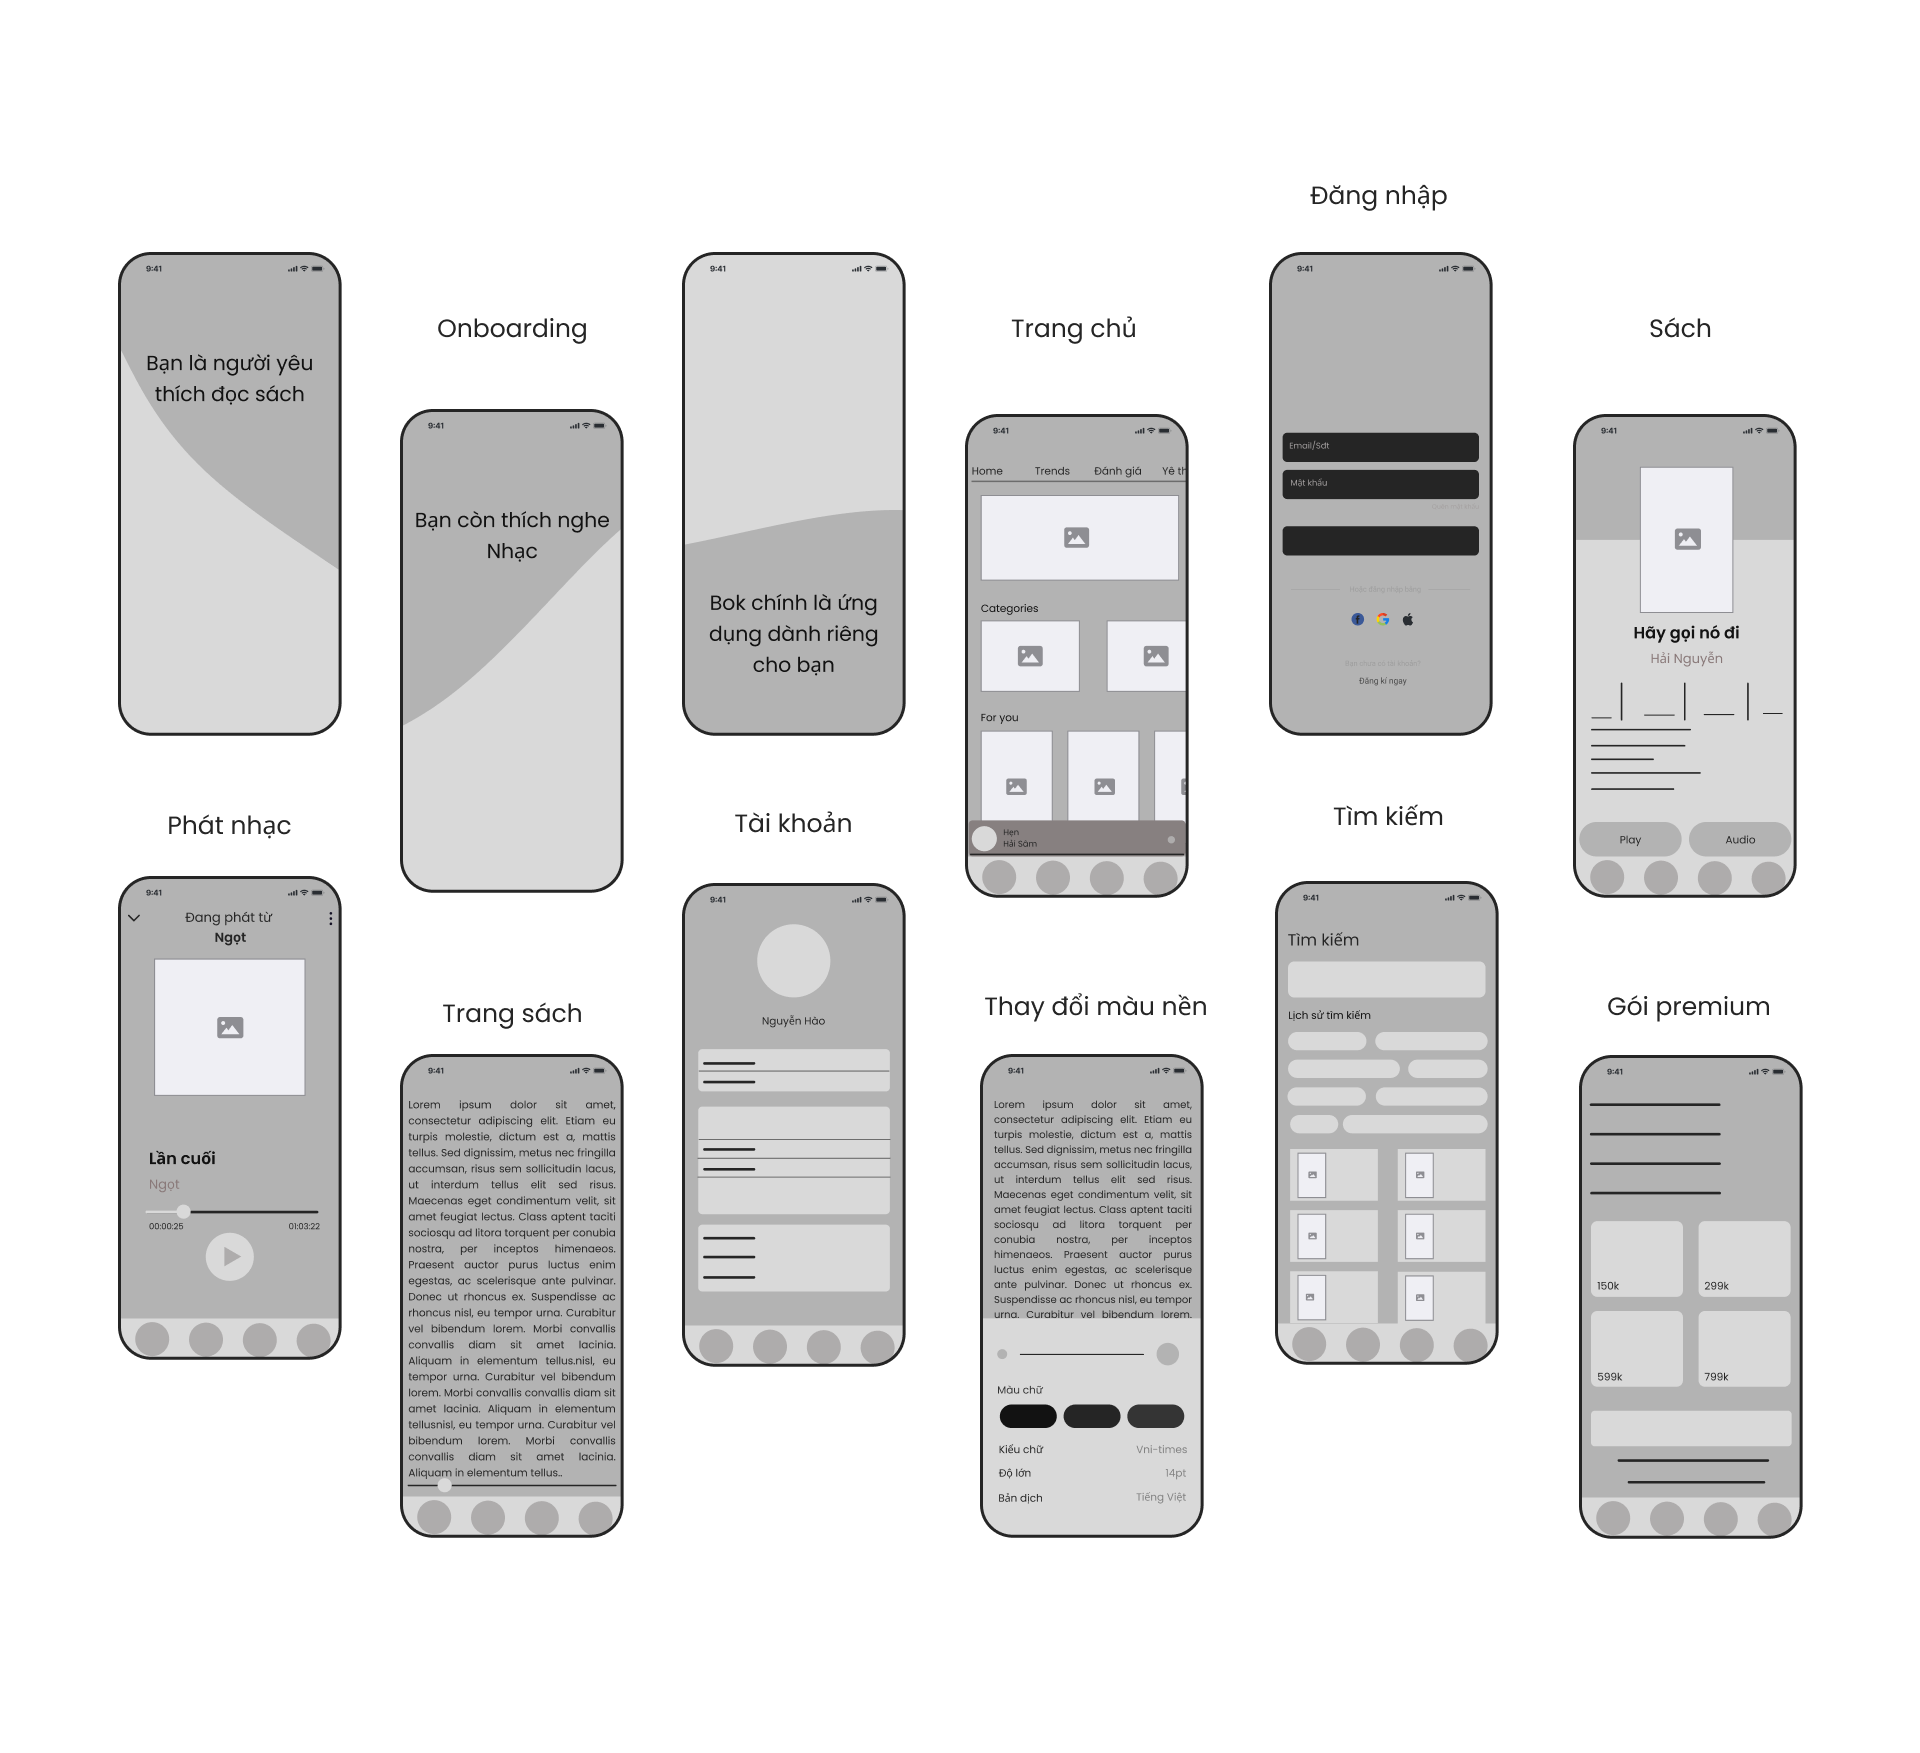 Đăng nhập
Onboarding
Trang chủ
Sách
9:41
Bạn là người yêu
thích đọc sách
9:41
Bạn còn thích nghe
Nhạc
9:41
Bok chính là ứng
dụng dành riêng
cho bạn
9:41
Home Trends Đánh giá Yê th
Categories
For you
Hẹn
Hải Sâm
9:41
Email/Sdt
Mật khẩu
Quên mật khẩu
Hoặc đăng nhập bằng
Bạn chưa có tài khoản?
Đăng kí ngay
9:41
Hãy gọi nó đi
Hải Nguyễn
Play Audio
Phát nhạc
9:41
Đang phát từ
Ngọt
Lần cuối
Ngọt
00:00:25 01:03:22
Trang sách
9:41
Lorem ipsum dolor sit amet,
consectetur adipiscing elit. Etiam eu
turpis molestie, dictum est a, mattis
tellus. Sed dignissim, metus nec fringilla
accumsan, risus sem sollicitudin lacus,
ut interdum tellus elit sed risus.
Maecenas eget condimentum velit, sit
amet feugiat lectus. Class aptent taciti
sociosqu ad litora torquent per conubia
nostra, per inceptos himenaeos.
Praesent auctor purus luctus enim
egestas, ac scelerisque ante pulvinar.
Donec ut rhoncus ex. Suspendisse ac
rhoncus nisl, eu tempor urna. Curabitur
vel bibendum lorem. Morbi convallis
convallis diam sit amet lacinia.
Aliquam in elementum tellus.nisl, eu
tempor urna. Curabitur vel bibendum
lorem. Morbi convallis convallis diam sit
amet lacinia. Aliquam in elementum
tellusnisl, eu tempor urna. Curabitur vel
bibendum lorem. Morbi convallis
convallis diam sit amet lacinia.
Aliquam in elementum tellus..
Tài khoản
9:41
Nguyễn Hào
Thay đổi màu nền
9:41
Lorem ipsum dolor sit amet,
consectetur adipiscing elit. Etiam eu
turpis molestie, dictum est a, mattis
tellus. Sed dignissim, metus nec fringilla
accumsan, risus sem sollicitudin lacus,
ut interdum tellus elit sed risus.
Maecenas eget condimentum velit, sit
amet feugiat lectus. Class aptent taciti
sociosqu ad litora torquent per
conubia nostra, per inceptos
himenaeos. Praesent auctor purus
luctus enim egestas, ac scelerisque
ante pulvinar. Donec ut rhoncus ex.
Suspendisse ac rhoncus nisl, eu tempor
urna. Curabitur vel bibendum lorem.
Màu chữ
Kiểu chữ Vni-times
Độ lớn 14pt
Bản dịch Tiếng Việt
Tìm kiếm
9:41
Tìm kiếm
Lịch sử tìm kiếm
Gói premium
9:41
150k 299k
599k 799k